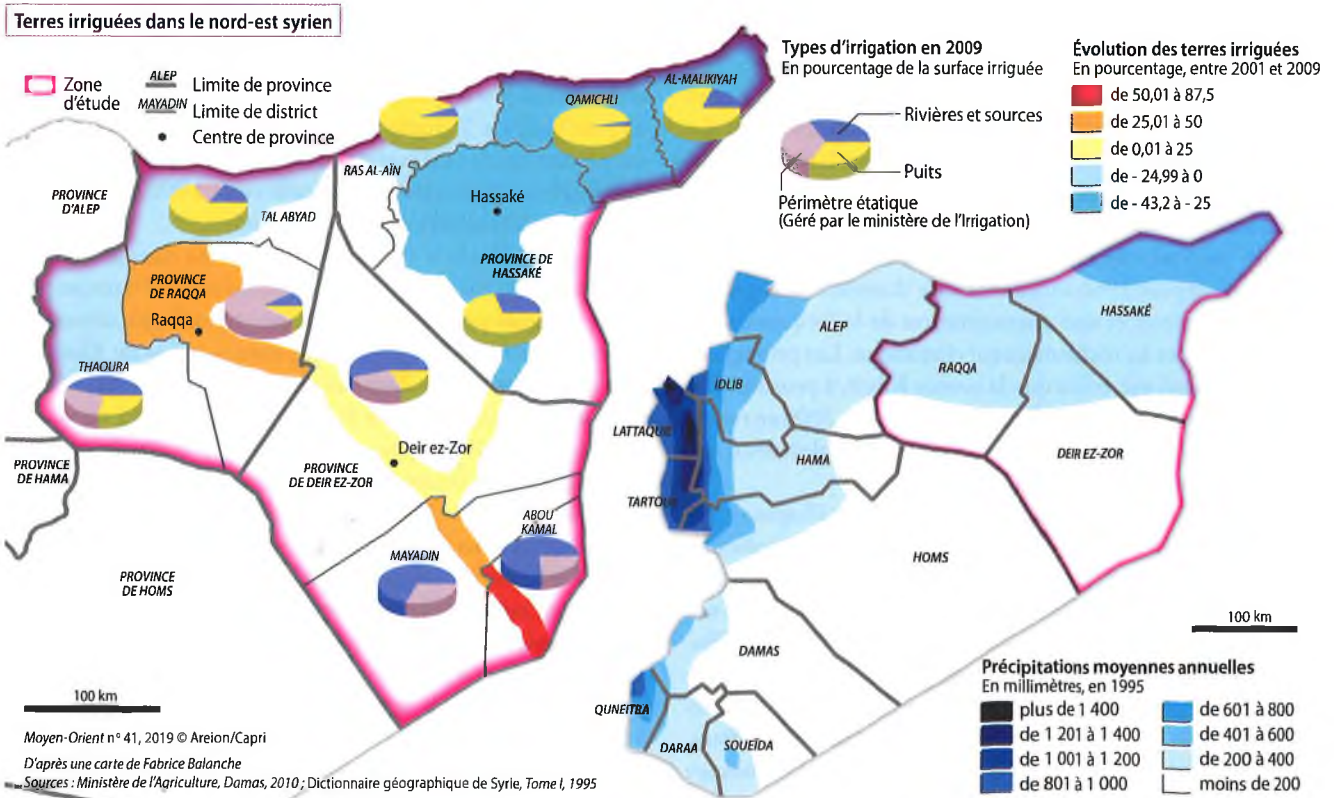 Terres irriguées dans le nord-est syrien
Zone
d'étude
ALEP
Limite de province
MAYADIN
Limite de district
Centre de province
Types d'irrigation en 2009
En pourcentage de la surface irriguée
Rivières et sources
Puits
Périmètre étatique
(Géré par le ministère de l'Irrigation)
Évolution des terres irriguées
En pourcentage, entre 2001 et 2009
de 50,01 à 87,5
de 25,01 à 50
de 0,01 à 25
de - 24,99 à 0
de - 43,2 à - 25
AL-MALIKIYAH
QAMICHLI
RAS AL-AÏN
Hassaké
PROVINCE
D'ALEP
TAL ABYAD
PROVINCE DE
HASSAKÉ
PROVINCE
DE RAQQA
Raqqa
THAOURA
Deir ez-Zor
PROVINCE
DE DEIR EZ-ZOR
PROVINCE
DE HAMA
ABOU
KAMAL
MAYADIN
PROVINCE
DE HOMS
100 km
HASSAKÉ
ALEP
RAQQA
IDLIB
LATTAQUIÉ
HAMA
DEIR EZ-ZOR
TARTOUS
HOMS
DAMAS
QUNEITRA
DARAA
SOUEÏDA
100 km
Précipitations moyennes annuelles
En millimètres, en 1995
plus de 1 400
de 1 201 à 1 400
de 1 001 à 1 200
de 801 à 1 000
de 601 à 800
de 401 à 600
de 200 à 400
moins de 200
Moyen-Orient n° 41, 2019 © Areion/Capri
D'après une carte de Fabrice Balanche
Sources : Ministère de l'Agriculture, Damas, 2010 ; Dictionnaire géographique de Syrie, Tome I, 1995